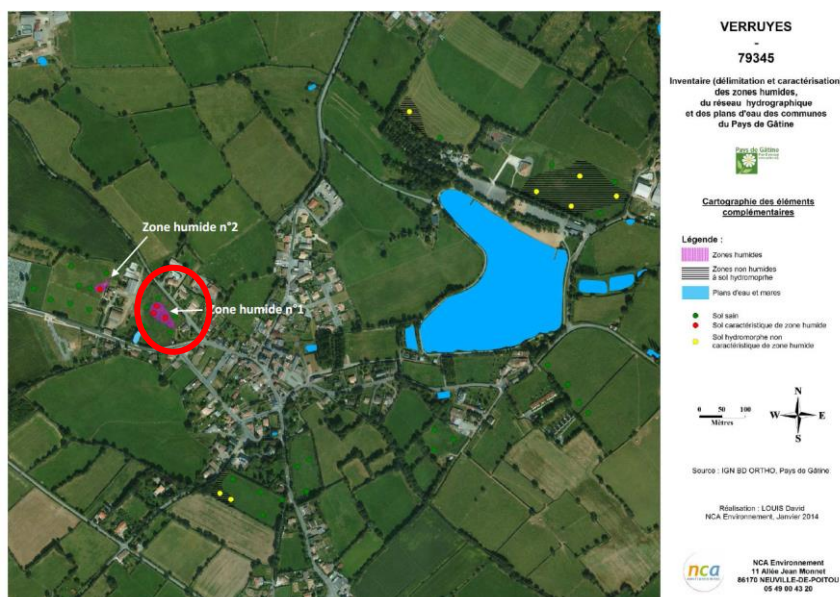 Zone humide n°2
Zone humide n°1
VERRUYES
-
79345
Inventaire (délimitation et caractérisation)
des zones humides,
du réseau hydrographique
et des plans d'eau des communes
du Pays de Gâtine
Pays de Gâtine
Cartographie des éléments
complémentaires
Légende :
Zones humides
Zones non humides
à sol hydromorphe
Plans d'eau et mares
Sol sain
Sol caractéristique de zone humide
Sol hydromorphe non
caractéristique de zone humide
0 50 100
Mètres
N
W E
S
Source : IGN BD ORTHO, Pays de Gâtine
Réalisation : LOUIS David
NCA Environnement, Janvier 2014
nca
NCA Environnement
11 Allée Jean Monnet
86170 NEUVILLE-DE-POITOU
05 49 00 43 20